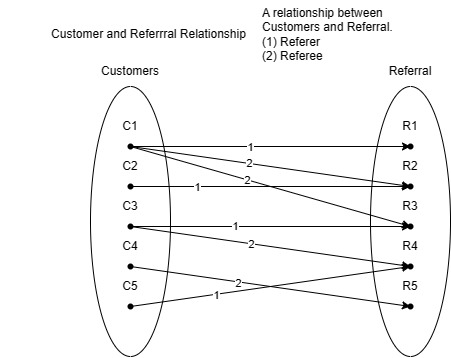 A relationship between
Customers and Referral.
Customer and Referrral Relationship
(1) Referer
(2) Referee
Customers
Referral
C1
R1
1
2
C2
R2
2
1
C3
R3
1
C4
R4
2
C5
R5
2
1